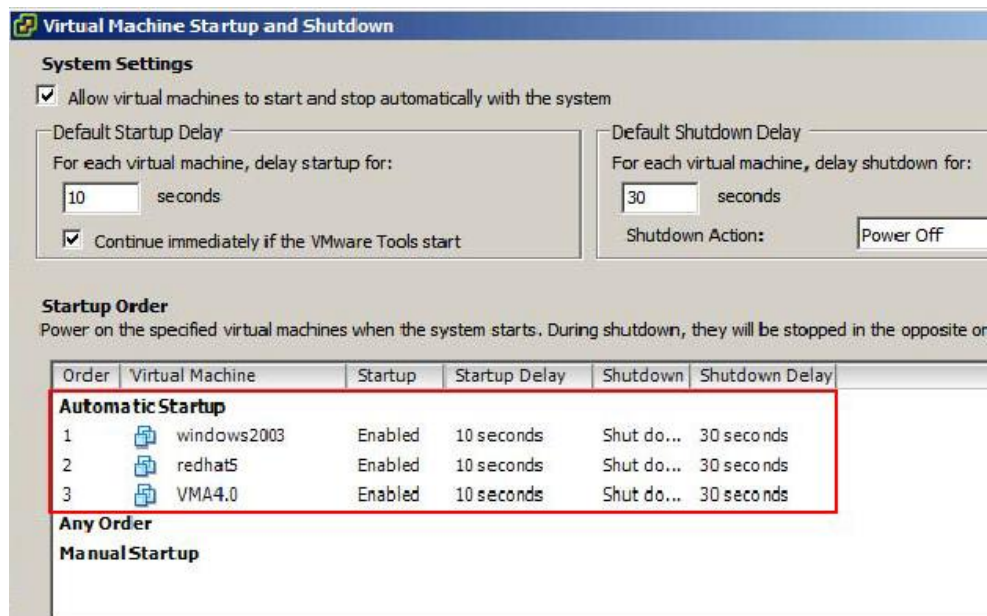 Virtual Machine Startup and Shutdown
System Settings
Allow virtual machines to start and stop automatically with the system
Default Startup Delay
For each virtual machine, delay startup for:
10 seconds
Continue immediately if the VMware Tools start
Default Shutdown Delay
For each virtual machine, delay shutdown for:
30 seconds
Shutdown Action: Power Off
Startup Order
Power on the specified virtual machines when the system starts. During shutdown, they will be stopped in the opposite or
Order Virtual Machine Startup Startup Delay Shutdown Shutdown Delay
Automatic Startup
1 windows2003 Enabled 10 seconds Shut do... 30 seconds
2 redhat5 Enabled 10 seconds Shut do... 30 seconds
3 VMA4.0 Enabled 10 seconds Shut do... 30 seconds
Any Order
Manual Startup